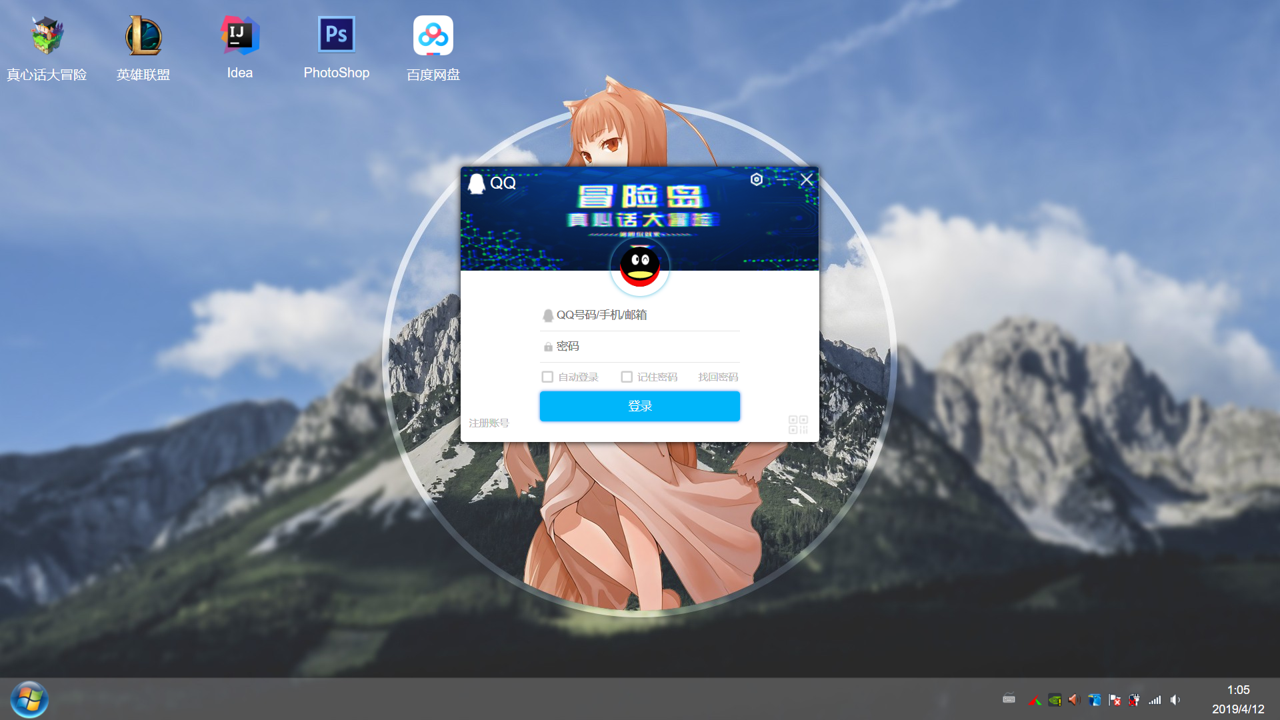 真心话大冒险
英雄联盟
IJ
Idea
Ps
PhotoShop
百度网盘
QQ
冒险岛
真心话大冒险
QQ号码/手机/邮箱
密码
自动登录
记住密码
找回密码
登录
注册账号
1:05
2019/4/12